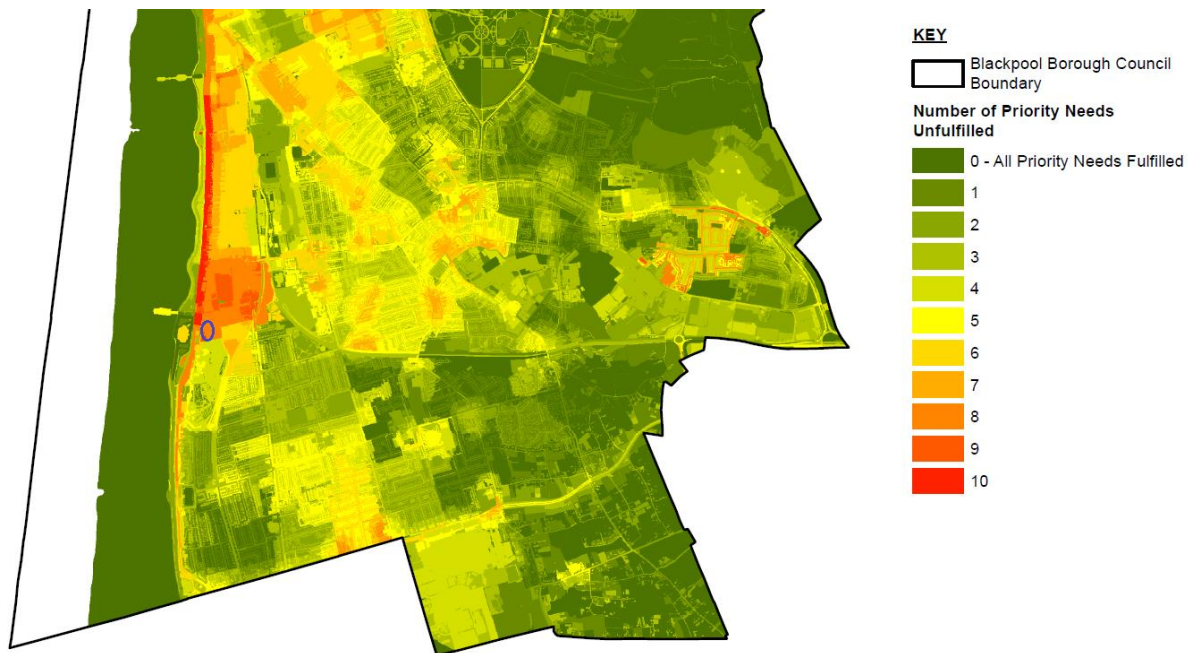 KEY
Blackpool Borough Council
Boundary
Number of Priority Needs
Unfulfilled
0 - All Priority Needs Fulfilled
1
2
3
4
5
6
7
8
9
10